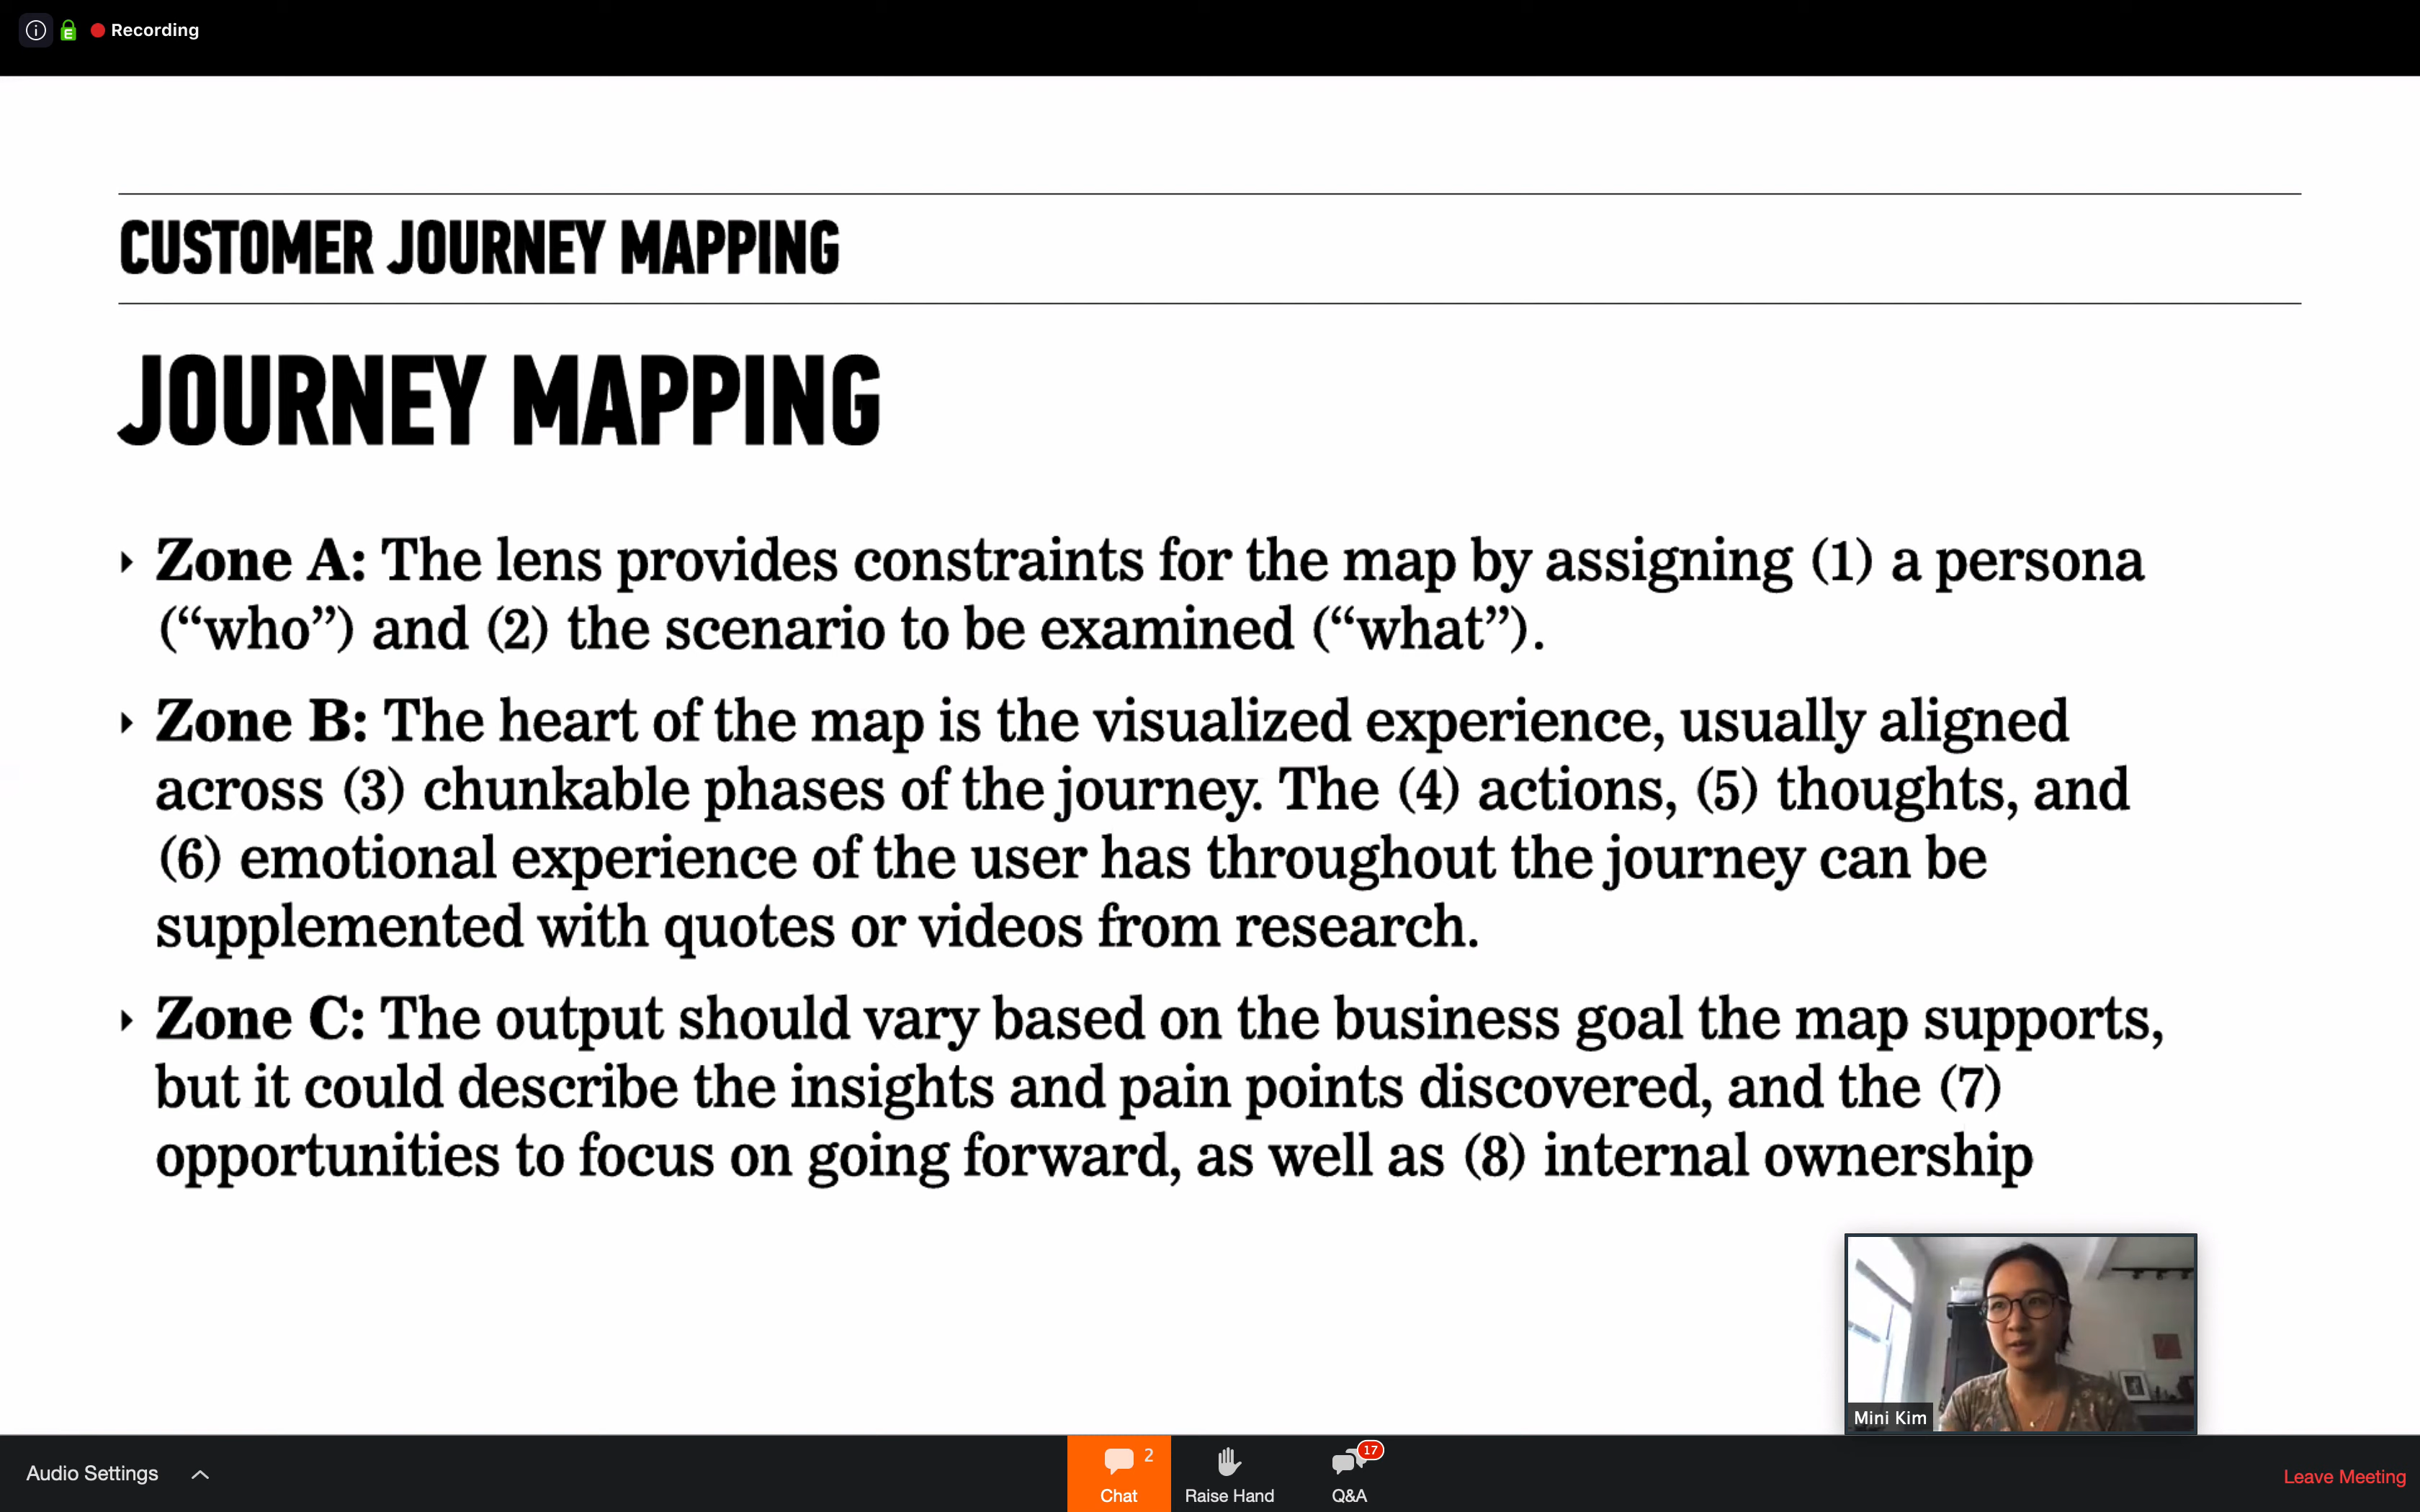 Recording
CUSTOMER JOURNEY MAPPING
JOURNEY MAPPING
Zone A: The lens provides constraints for the map by assigning (1) a persona
(“who”) and (2) the scenario to be examined (“what”).
Zone B: The heart of the map is the visualized experience, usually aligned
across (3) chunkable phases of the journey. The (4) actions, (5) thoughts, and
(6) emotional experience of the user has throughout the journey can be
supplemented with quotes or videos from research.
Zone C: The output should vary based on the business goal the map supports,
but it could describe the insights and pain points discovered, and the (7)
opportunities to focus on going forward, as well as (8) internal ownership
Mini Kim
Audio Settings
2
Chat
Raise Hand
17
Q&A
Leave Meeting